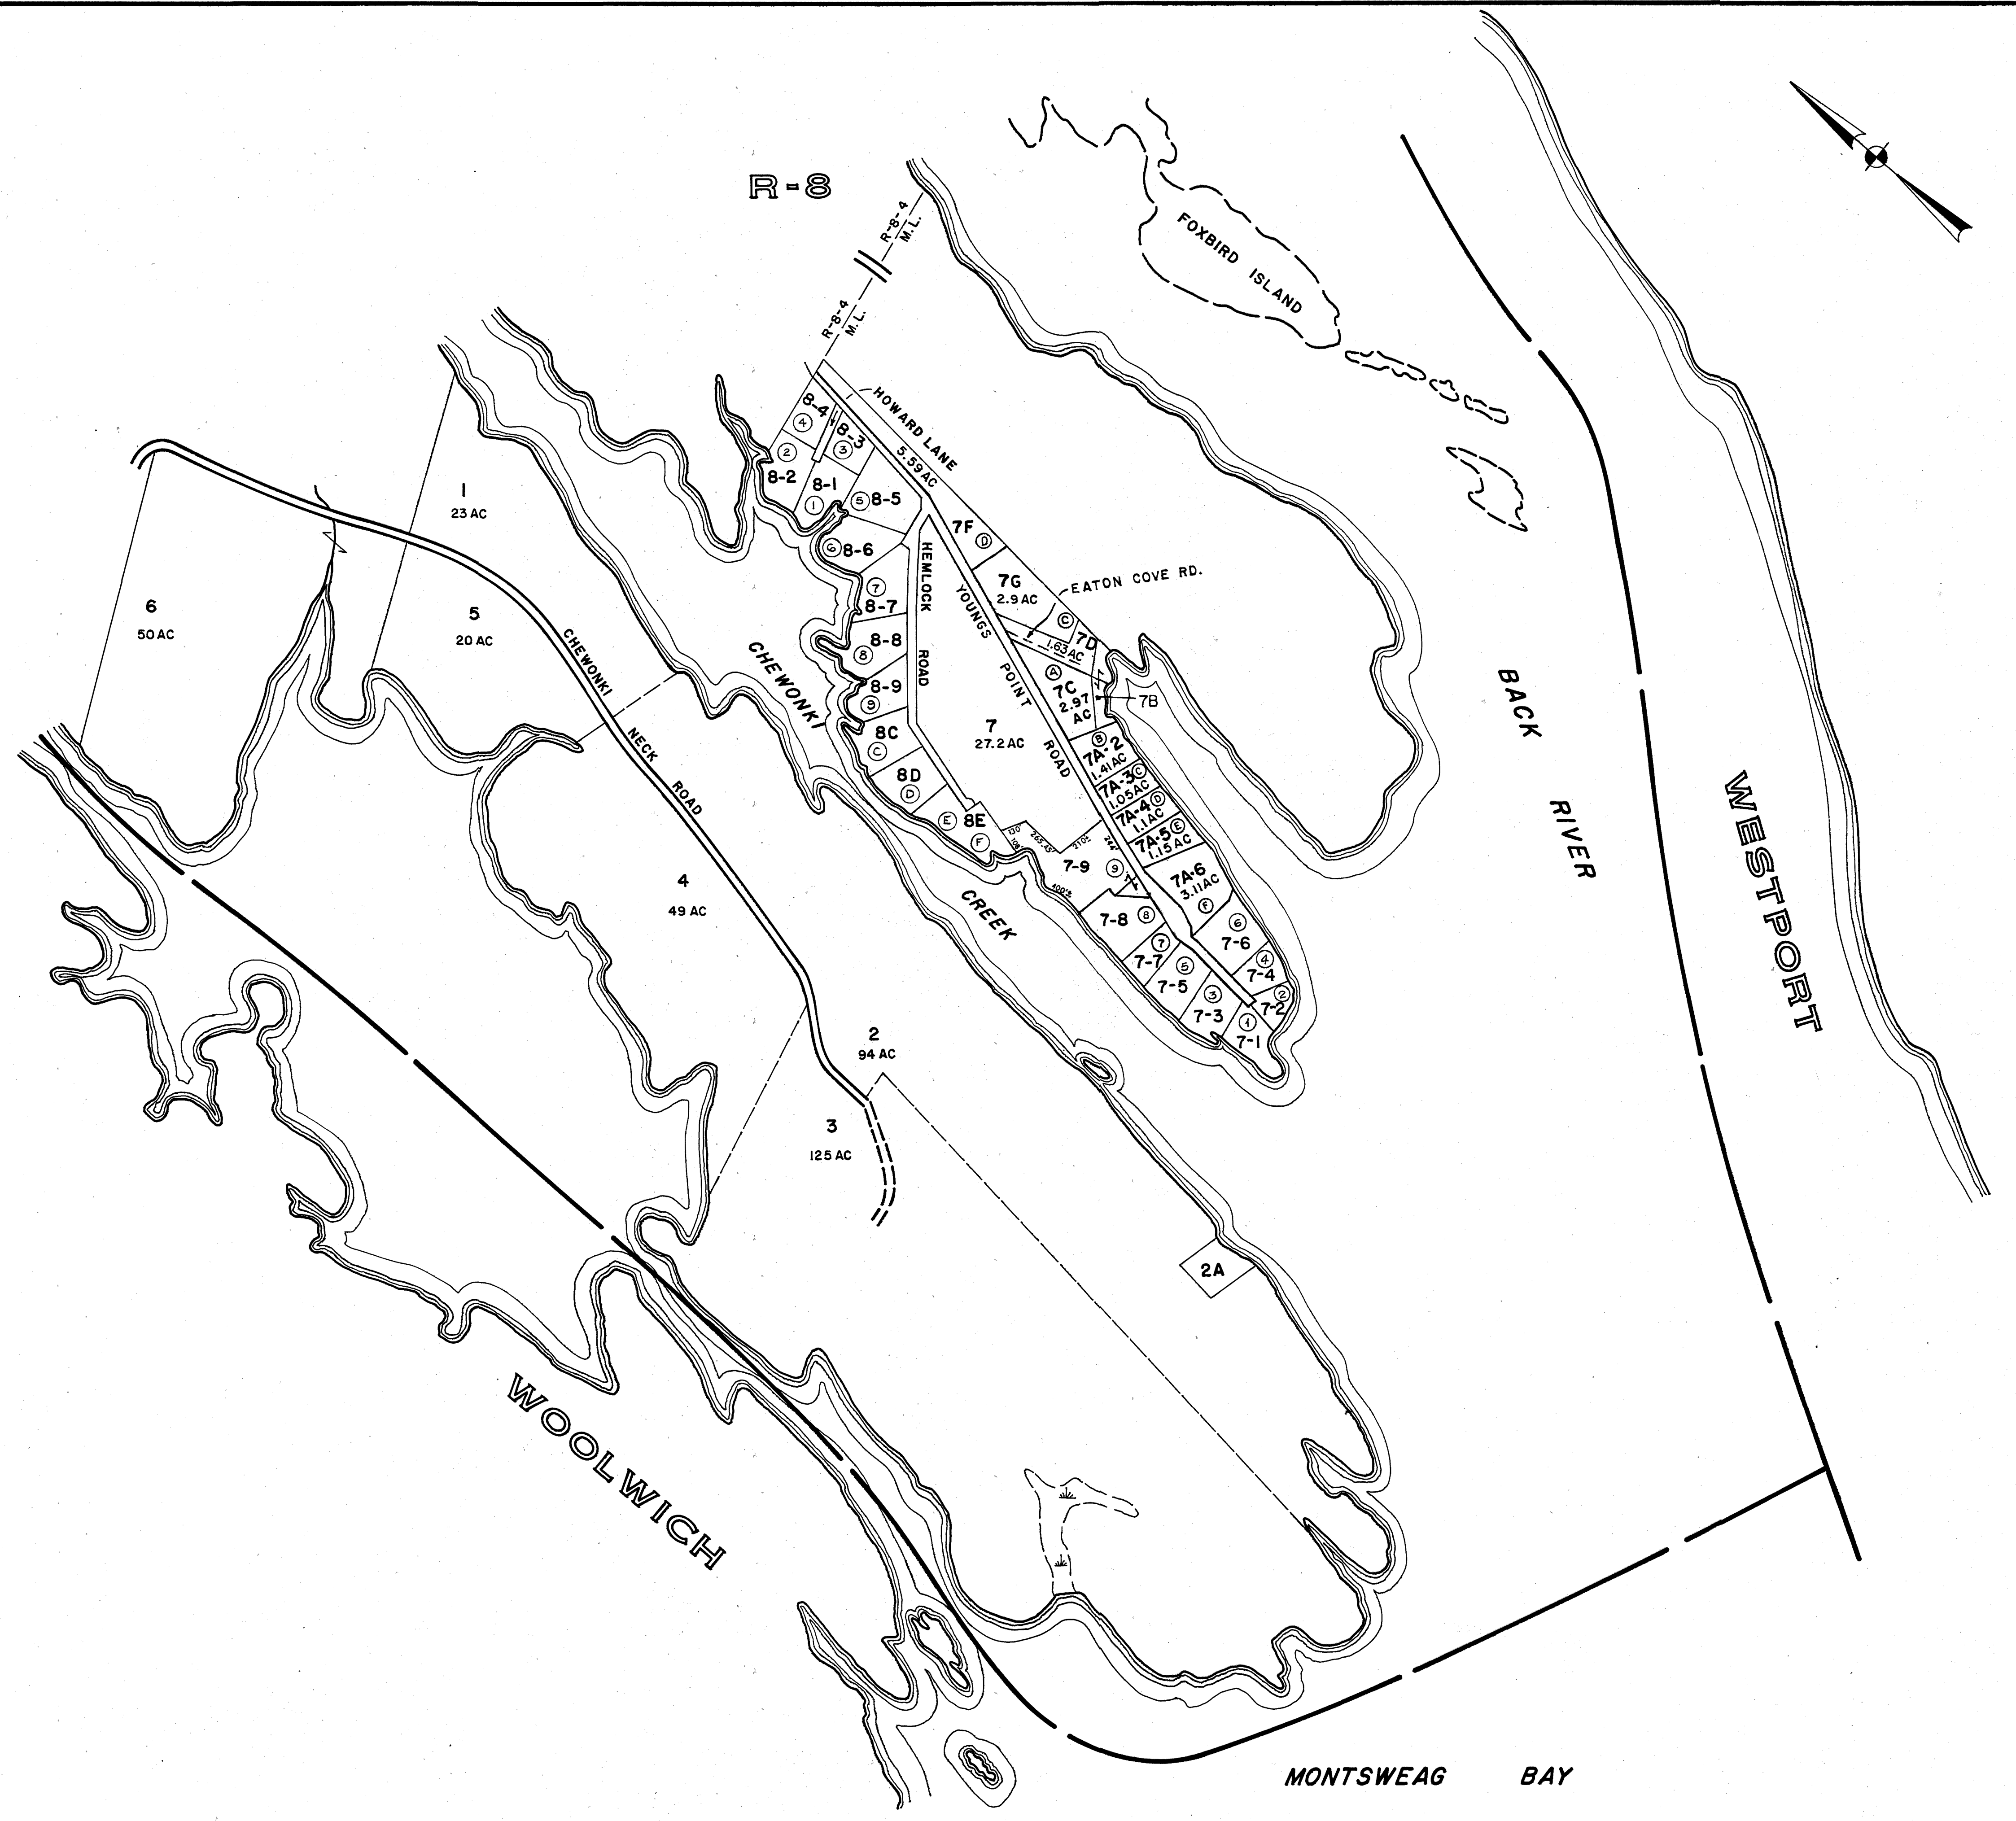 R-8
R-8-4
M.L.
R-8-4
M.L.
FOXBIRD ISLAND
HOWARD LANE
5.59 AC
8-4
4
8-3
3
2
8-2
8-1
1
5
8-5
6
8-6
7
8-7
8-8
8
8-9
9
8C
C
8D
D
E
8E
F
HEMLOCK ROAD
7F
D
7G
2.9 AC
EATON COVE RD.
C
7D
1.63 AC
A
7C
2.97
AC
7B
YOUNGS POINT ROAD
7
27.2 AC
B
7A-2
1.41 AC
7A-3
C
1.05 AC
7A-4
D
1.1 AC
7A-5
E
1.15 AC
7A-6
3.11 AC
F
130'
108'
265.45'
210±
244'
400'±
7-9
9
7-8
8
7
7-7
5
7-5
3
7-3
1
7-1
6
7-6
4
7-4
2
7-2
1
23 AC
6
50 AC
5
20 AC
CHEWONKI NECK ROAD
4
49 AC
2
94 AC
3
125 AC
2A
CHEWONKI CREEK
BACK RIVER
WESTPORT
WOOLWICH
MONTSWEAG BAY